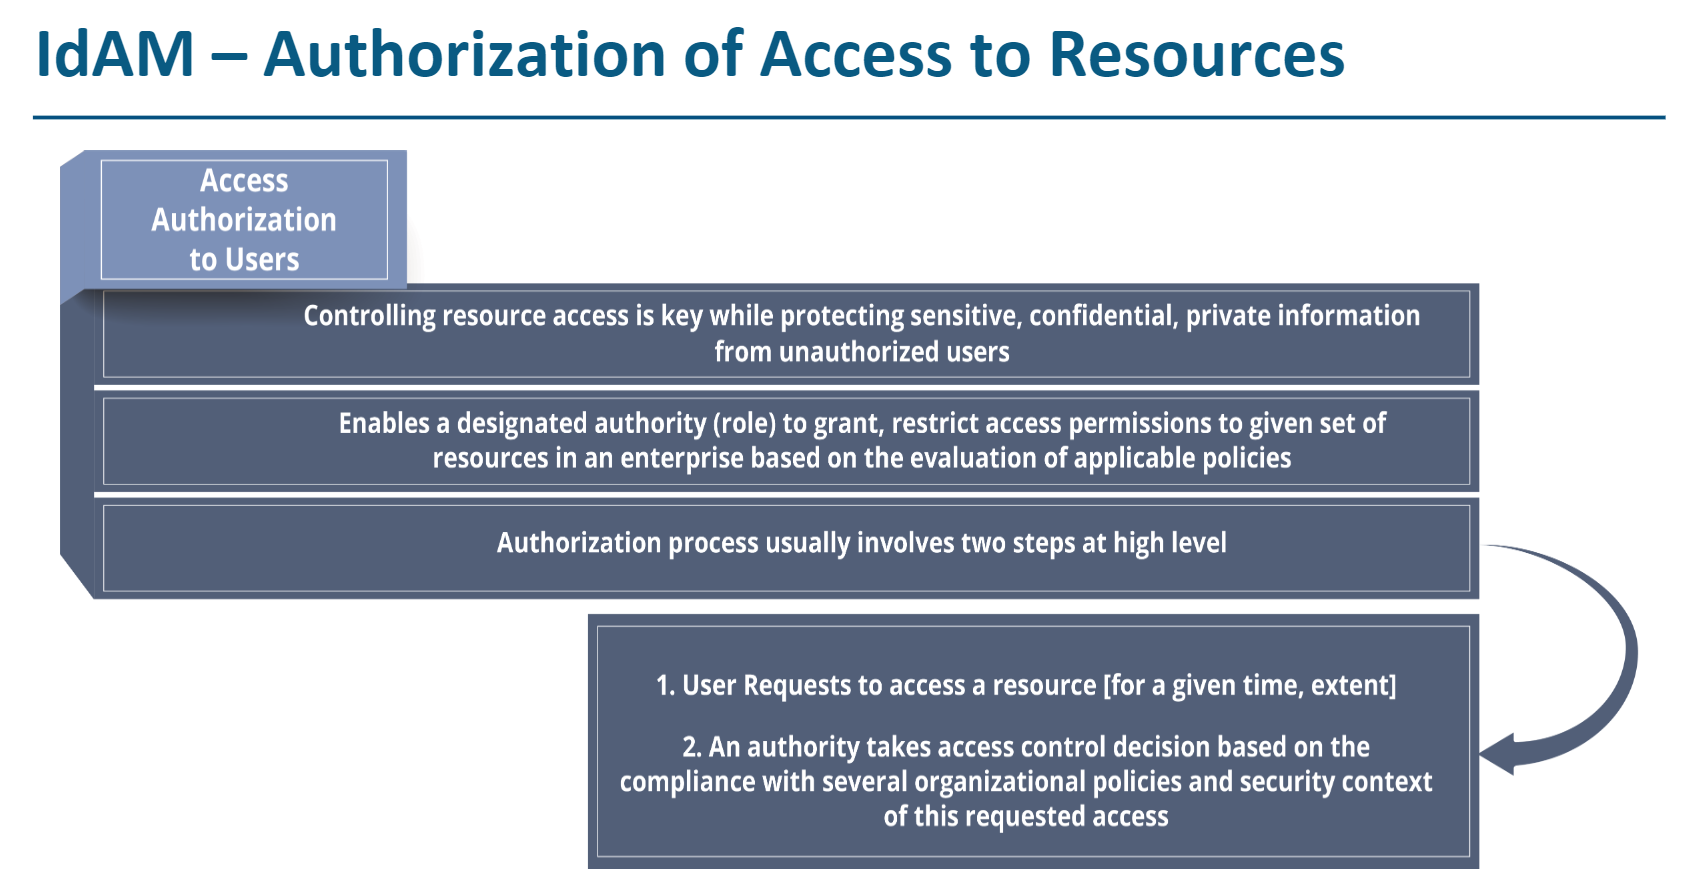 IdAM – Authorization of Access to Resources
Access
Authorization
to Users
Controlling resource access is key while protecting sensitive, confidential, private information
from unauthorized users
Enables a designated authority (role) to grant, restrict access permissions to given set of
resources in an enterprise based on the evaluation of applicable policies
Authorization process usually involves two steps at high level
1. User Requests to access a resource [for a given time, extent]
2. An authority takes access control decision based on the
compliance with several organizational policies and security context
of this requested access